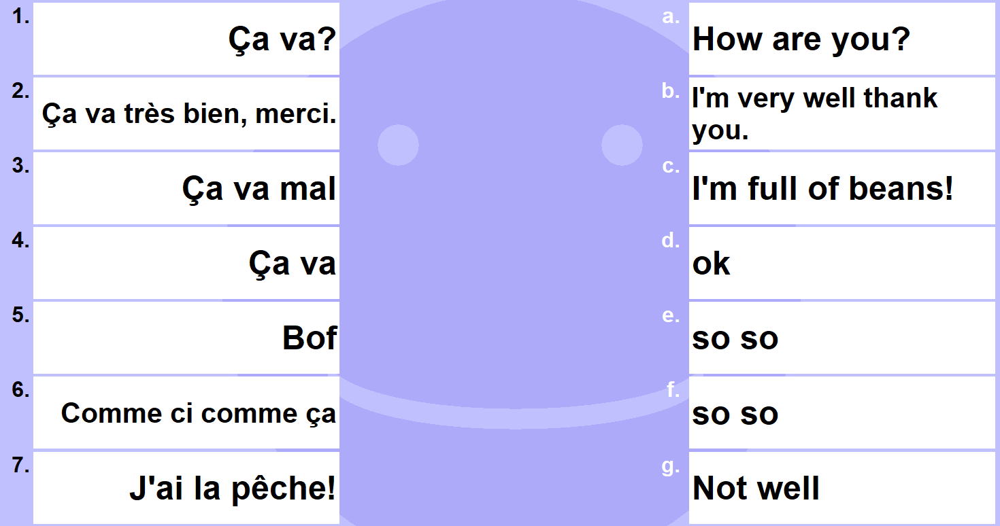 1. Ça va?
a. How are you?
2. Ça va très bien, merci.
b. I'm very well thank
you.
3. Ça va mal
c. I'm full of beans!
4. Ça va
d. ok
5. Bof
e. so so
6. Comme ci comme ça
f. so so
7. J'ai la pêche!
g. Not well